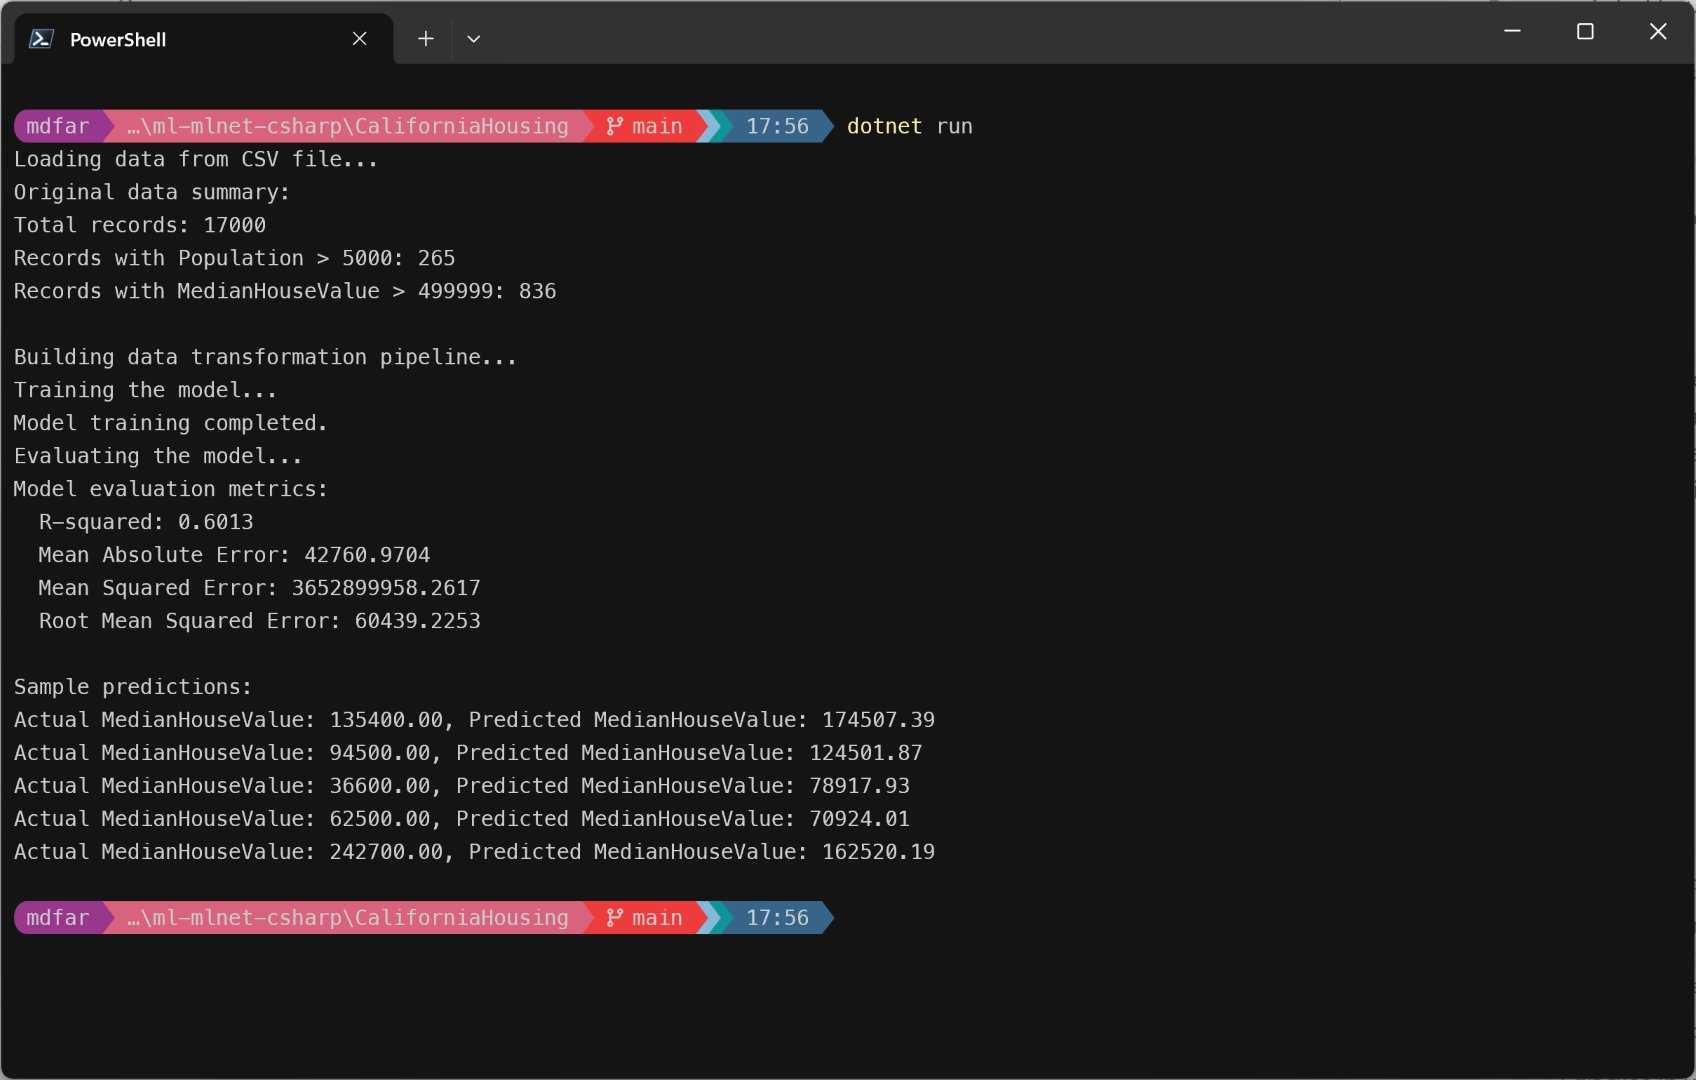 PowerShell
mdfar …\ml-mlnet-csharp\CaliforniaHousing main 17:56 dotnet run
Loading data from CSV file...
Original data summary:
Total records: 17000
Records with Population > 5000: 265
Records with MedianHouseValue > 499999: 836
Building data transformation pipeline...
Training the model...
Model training completed.
Evaluating the model...
Model evaluation metrics:
R-squared: 0.6013
Mean Absolute Error: 42760.9704
Mean Squared Error: 3652899958.2617
Root Mean Squared Error: 60439.2253
Sample predictions:
Actual MedianHouseValue: 135400.00, Predicted MedianHouseValue: 174507.39
Actual MedianHouseValue: 94500.00, Predicted MedianHouseValue: 124501.87
Actual MedianHouseValue: 36600.00, Predicted MedianHouseValue: 78917.93
Actual MedianHouseValue: 62500.00, Predicted MedianHouseValue: 70924.01
Actual MedianHouseValue: 242700.00, Predicted MedianHouseValue: 162520.19
mdfar …\ml-mlnet-csharp\CaliforniaHousing main 17:56